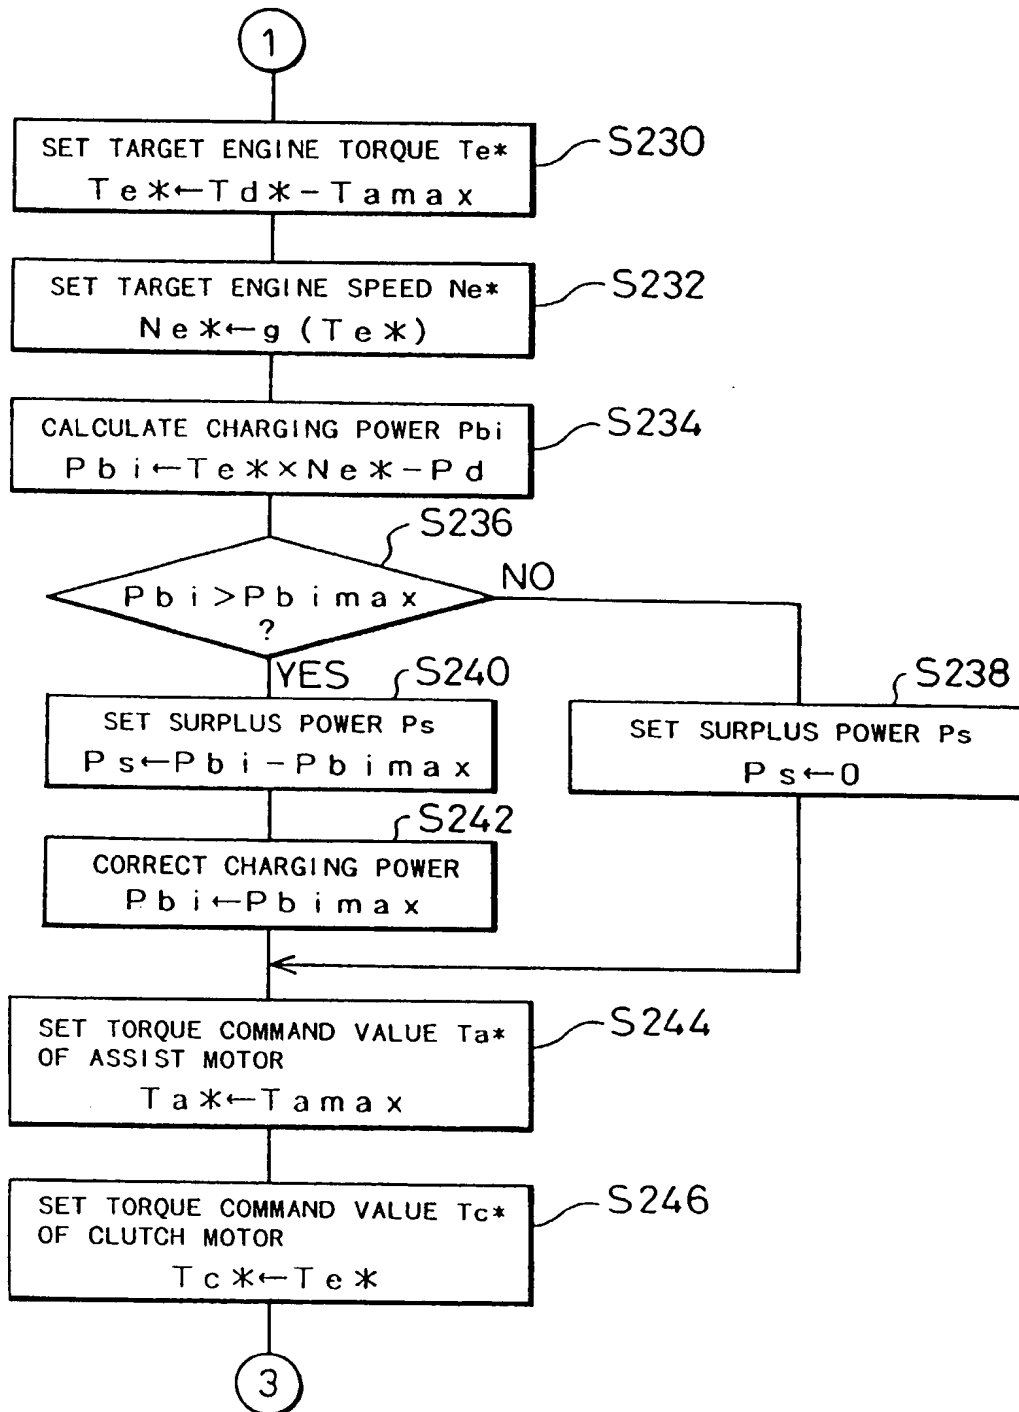 1
SET TARGET ENGINE TORQUE Te*
Te*←Td*-Tamax
S230
SET TARGET ENGINE SPEED Ne*
Ne*←g(Te*)
S232
CALCULATE CHARGING POWER Pbi
Pbi←Te*×Ne*-Pd
S234
S236
Pbi>Pbimax
?
NO
YES
S240
SET SURPLUS POWER Ps
Ps←Pbi-Pbimax
S238
SET SURPLUS POWER Ps
Ps←0
S242
CORRECT CHARGING POWER
Pbi←Pbimax
SET TORQUE COMMAND VALUE Ta*
OF ASSIST MOTOR
Ta*←Tamax
S244
SET TORQUE COMMAND VALUE Tc*
OF CLUTCH MOTOR
Tc*←Te*
S246
3